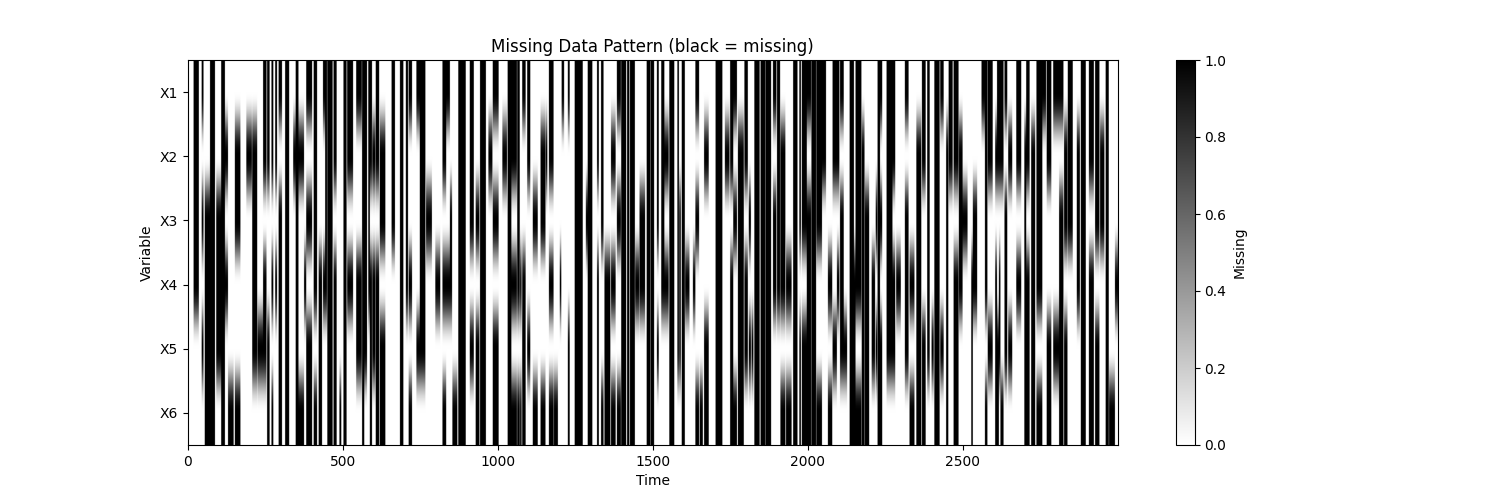 Missing Data Pattern (black = missing)
X1
X2
X3
X4
X5
X6
Variable
0
500
1000
1500
2000
2500
Time
1.0
0.8
0.6
0.4
0.2
0.0
Missing